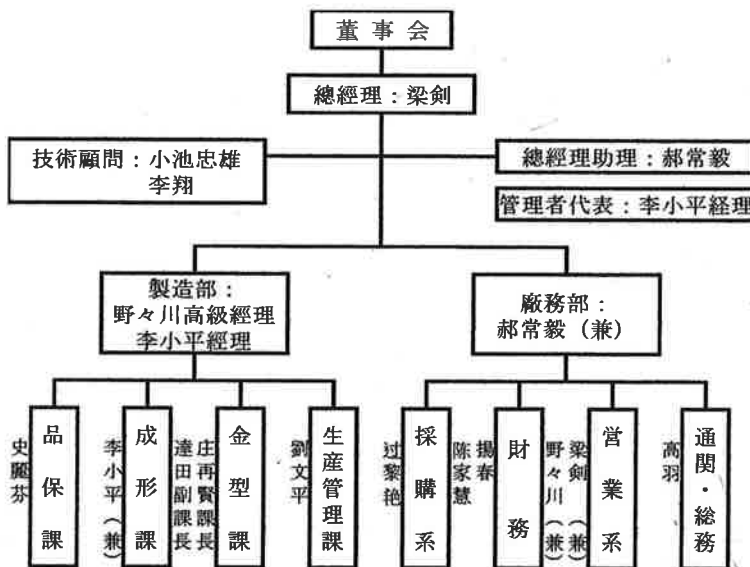 董事会
總經理：梁剣
技術顧問：小池忠雄
李翔
總經理助理：郝常毅
管理者代表：李小平経理
製造部：
野々川高級經理
李小平經理
廠務部：
郝常毅（兼）
史麗芬
品保課
李小平（兼）
成形課
達田副課長
庄再賢課長
金型課
劉文平
生産管理課
过黎艳
採購系
陈家慧
揚春
財務
野々川（兼）
梁剣（兼）
営業系
高羽
通関・総務